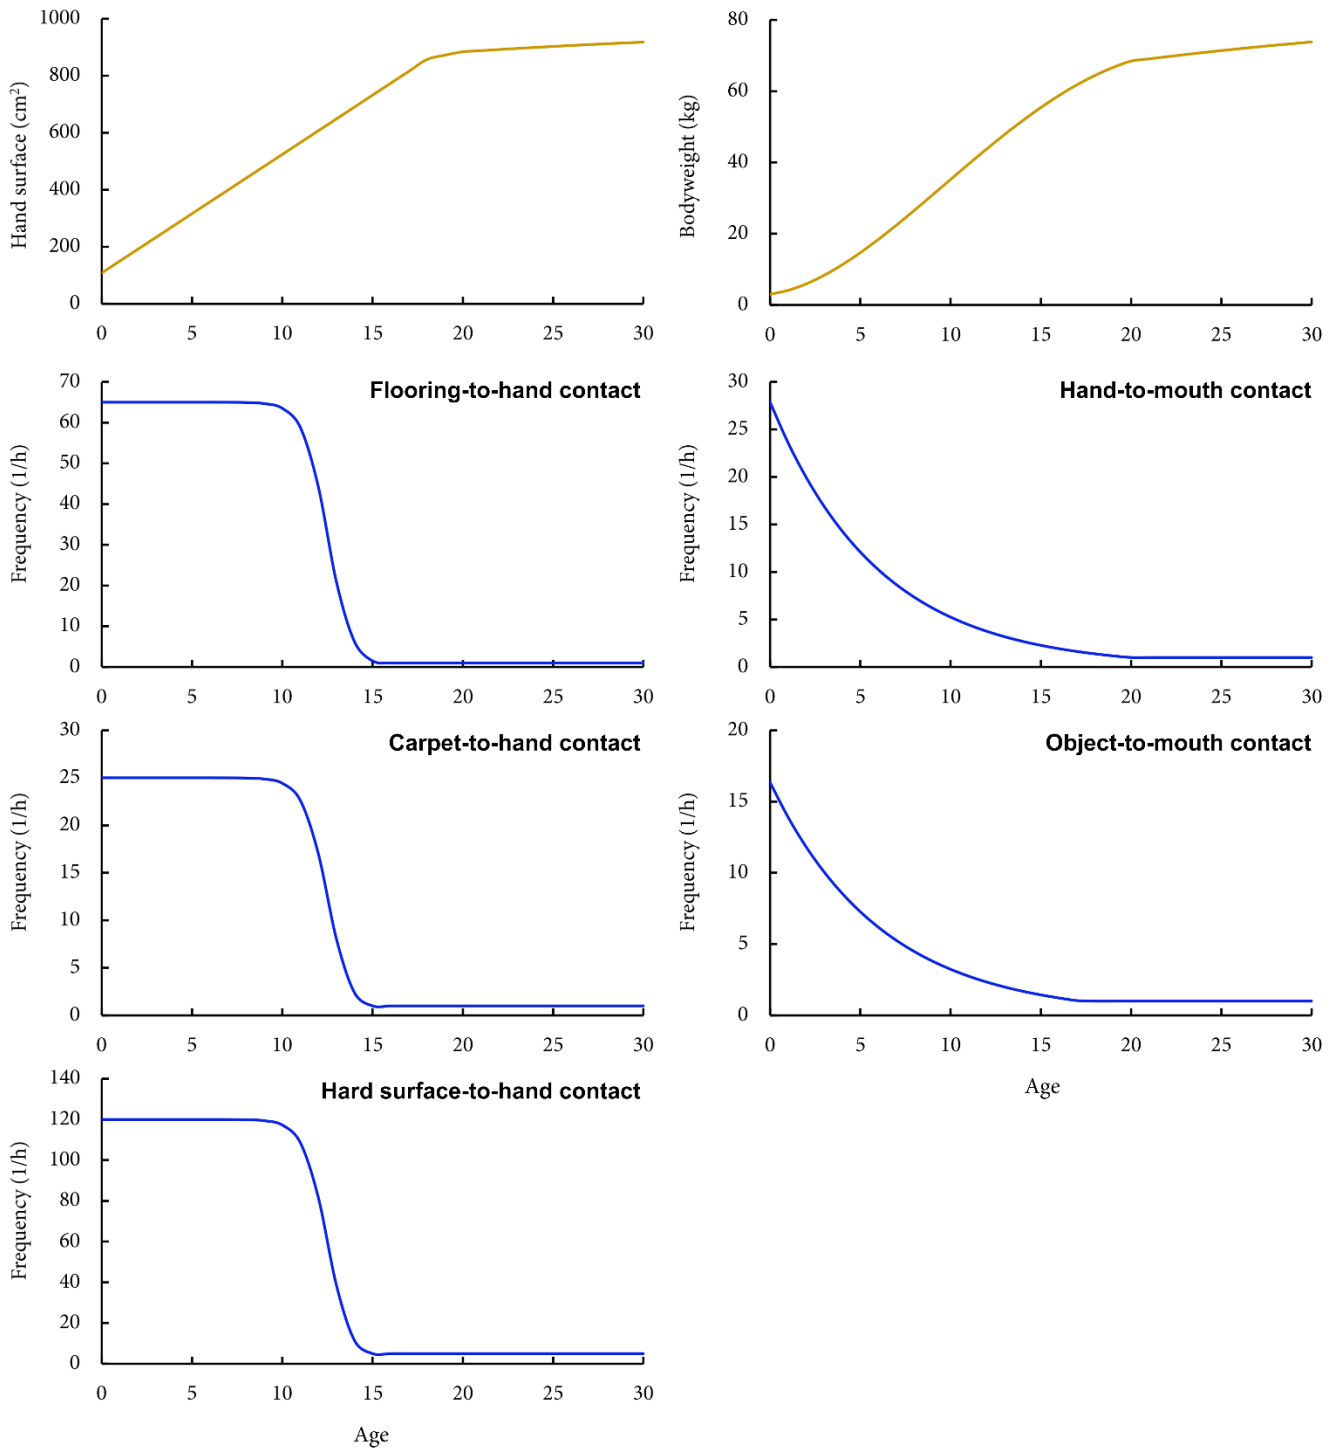 Hand surface (cm²)
1000
800
600
400
200
0
0 5 10 15 20 25 30
Bodyweight (kg)
80
60
40
20
0
0 5 10 15 20 25 30
Flooring-to-hand contact
Frequency (1/h)
70
60
50
40
30
20
10
0
0 5 10 15 20 25 30
Hand-to-mouth contact
Frequency (1/h)
30
25
20
15
10
5
0
0 5 10 15 20 25 30
Carpet-to-hand contact
Frequency (1/h)
30
25
20
15
10
5
0
0 5 10 15 20 25 30
Object-to-mouth contact
Frequency (1/h)
20
15
10
5
0
0 5 10 15 20 25 30
Age
Hard surface-to-hand contact
Frequency (1/h)
140
120
100
80
60
40
20
0
0 5 10 15 20 25 30
Age